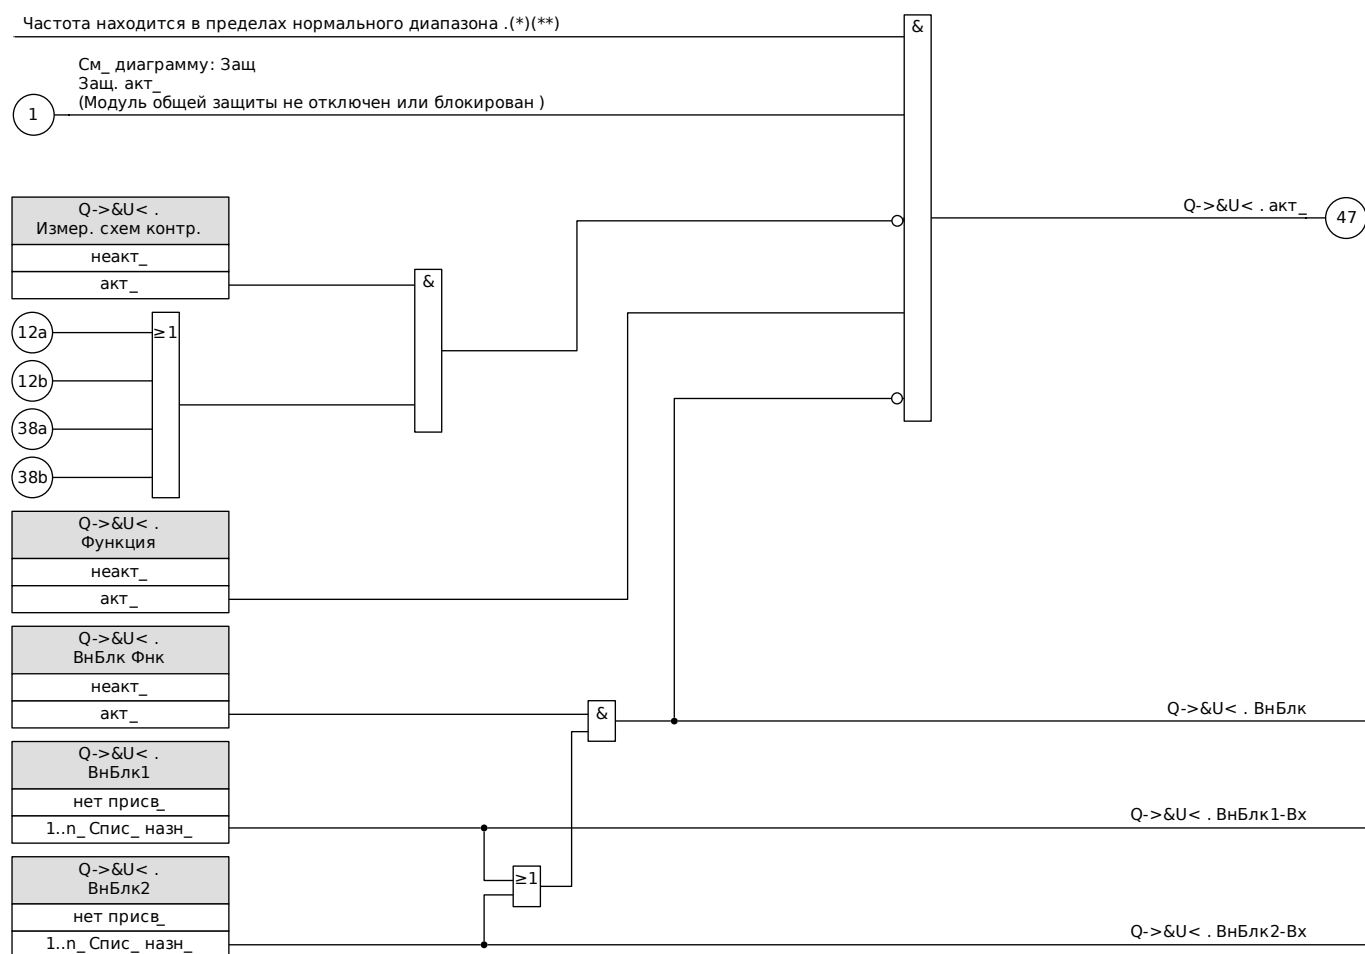 Частота находится в пределах нормального диапазона .(*)(**)
&
См_ диаграмму: Защ
Защ. акт_
(Модуль общей защиты не отключен или блокирован )
1
Q->&U< .
Измер. схем контр.
неакт_
акт_
&
Q->&U< . акт_
47
12a
≥1
12b
38a
38b
Q->&U< .
Функция
неакт_
акт_
Q->&U< .
ВнБлк Фнк
неакт_
акт_
&
Q->&U< . ВнБлк
Q->&U< .
ВнБлк1
нет присв_
1..n_ Спис_ назн_
Q->&U< . ВнБлк1-Вх
≥1
Q->&U< .
ВнБлк2
нет присв_
1..n_ Спис_ назн_
Q->&U< . ВнБлк2-Вх